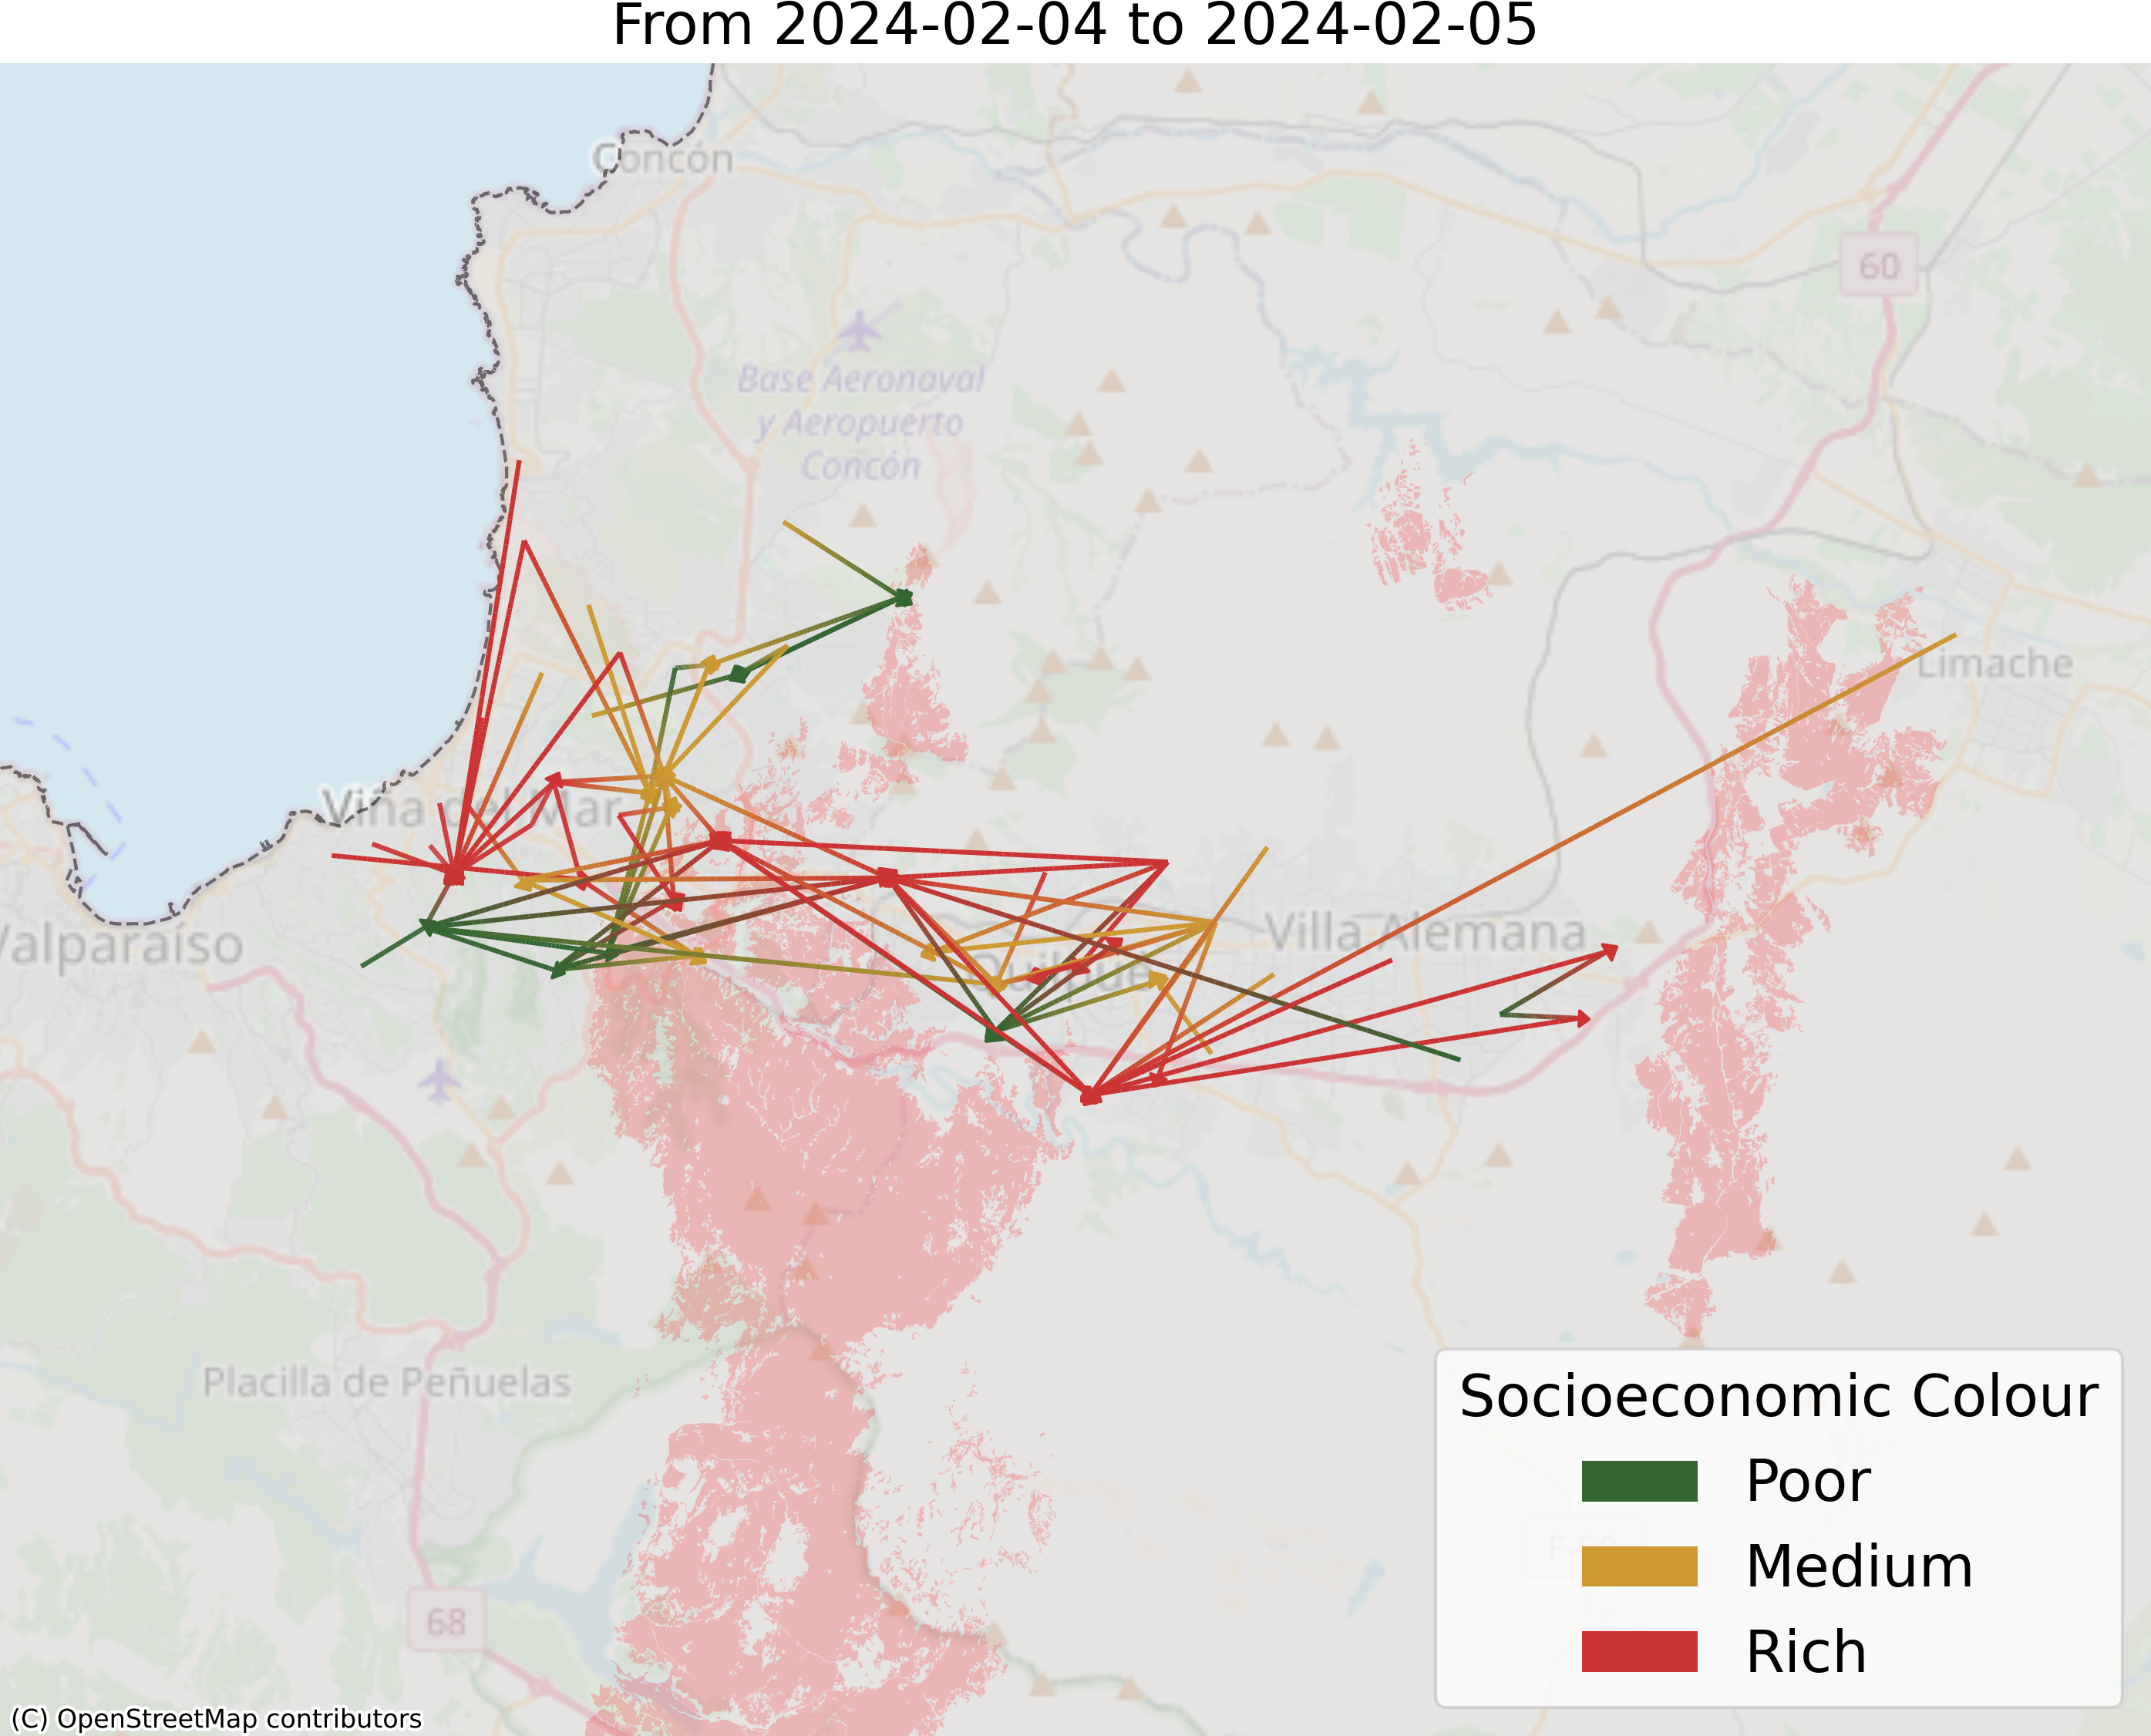 From 2024-02-04 to 2024-02-05
Concón
60
Base Aeronaval
y Aeropuerto
Concón
Limache
Viña del Mar
Valparaíso
Villa Alemana
Quilpué
Placilla de Peñuelas
68
Socioeconomic Colour
Poor
Medium
Rich
(C) OpenStreetMap contributors